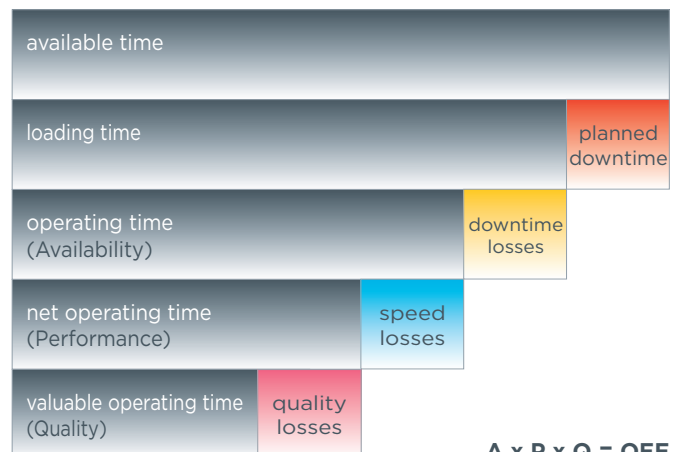 available time
loading time
planned
downtime
operating time
(Availability)
downtime
losses
net operating time
(Performance)
speed
losses
valuable operating time
(Quality)
quality
losses
A x P x Q = OEE